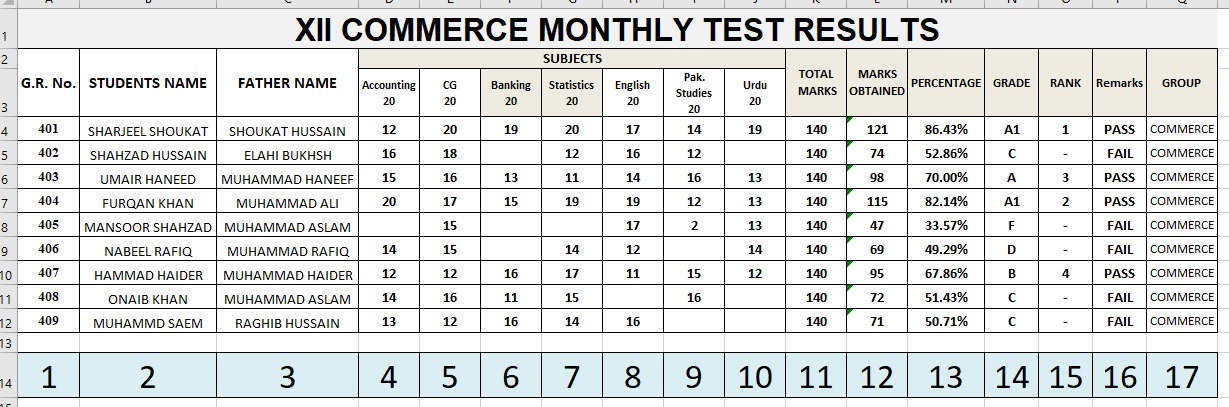 XII COMMERCE MONTHLY TEST RESULTS
G.R. No. STUDENTS NAME FATHER NAME SUBJECTS TOTAL MARKS MARKS OBTAINED PERCENTAGE GRADE RANK Remarks GROUP
Accounting 20 CG 20 Banking 20 Statistics 20 English 20 Pak. Studies 20 Urdu 20
4 401 SHARJEEL SHOUKAT SHOUKAT HUSSAIN 12 20 19 20 17 14 19 140 121 86.43% A1 1 PASS COMMERCE
5 402 SHAHZAD HUSSAIN ELAHI BUKHSH 16 18 12 16 12 140 74 52.86% C - FAIL COMMERCE
6 403 UMAIR HANEED MUHAMMAD HANEEF 15 16 13 11 14 16 13 140 98 70.00% A 3 PASS COMMERCE
7 404 FURQAN KHAN MUHAMMAD ALI 20 17 15 19 19 12 13 140 115 82.14% A1 2 PASS COMMERCE
8 405 MANSOOR SHAHZAD MUHAMMAD ASLAM 15 17 2 13 140 47 33.57% F - FAIL COMMERCE
9 406 NABEEL RAFIQ MUHAMMAD RAFIQ 14 15 14 12 14 140 69 49.29% D - FAIL COMMERCE
10 407 HAMMAD HAIDER MUHAMMAD HAIDER 12 12 16 17 11 15 12 140 95 67.86% B 4 PASS COMMERCE
11 408 ONAIB KHAN MUHAMMAD ASLAM 14 16 11 15 16 140 72 51.43% C - FAIL COMMERCE
12 409 MUHAMMD SAEM RAGHIB HUSSAIN 13 12 16 14 16 140 71 50.71% C - FAIL COMMERCE
13
14 1 2 3 4 5 6 7 8 9 10 11 12 13 14 15 16 17